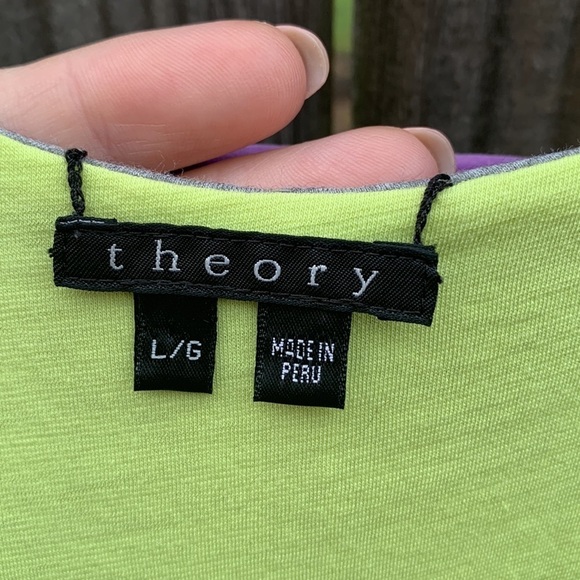 theory
L/G
MADE IN
PERU